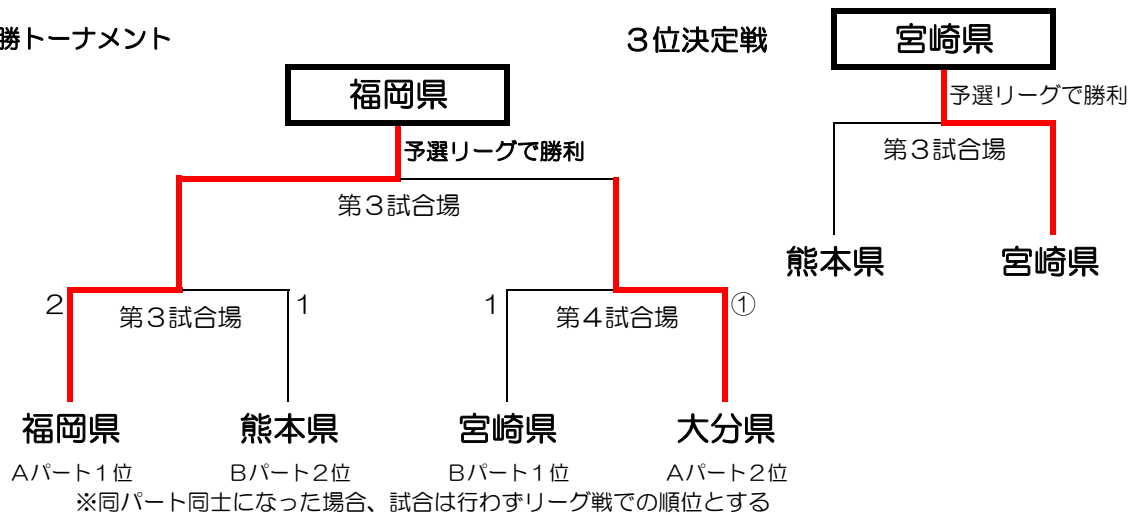 勝トーナメント
福岡県
予選リーグで勝利
第３試合場
2
第３試合場
1
1
第４試合場
①
福岡県
熊本県
宮崎県
大分県
Aパート１位
Bパート２位
Bパート１位
Aパート２位
※同パート同士になった場合、試合は行わずリーグ戦での順位とする
３位決定戦
宮崎県
予選リーグで勝利
第３試合場
熊本県
宮崎県